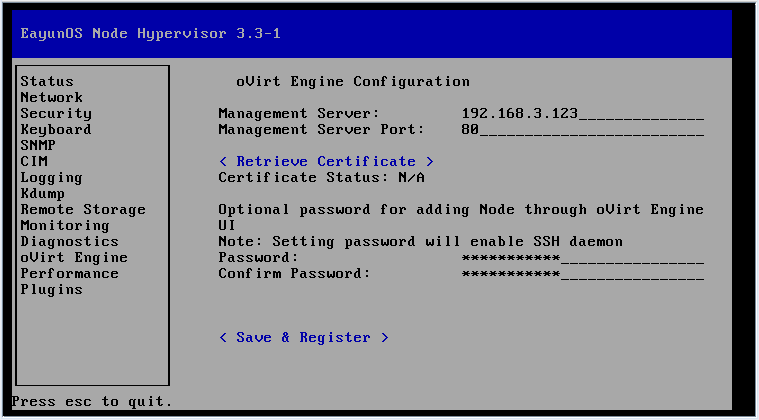 EayunOS Node Hypervisor 3.3-1
Status
Network
Security
Keyboard
SNMP
CIM
Logging
Kdump
Remote Storage
Monitoring
Diagnostics
oVirt Engine
Performance
Plugins
oVirt Engine Configuration
Management Server: 192.168.3.123______________
Management Server Port: 80_________________________
< Retrieve Certificate >
Certificate Status: N/A
Optional password for adding Node through oVirt Engine
UI
Note: Setting password will enable SSH daemon
Password: ***********________________
Confirm Password: ***********________________
< Save & Register >
Press esc to quit.